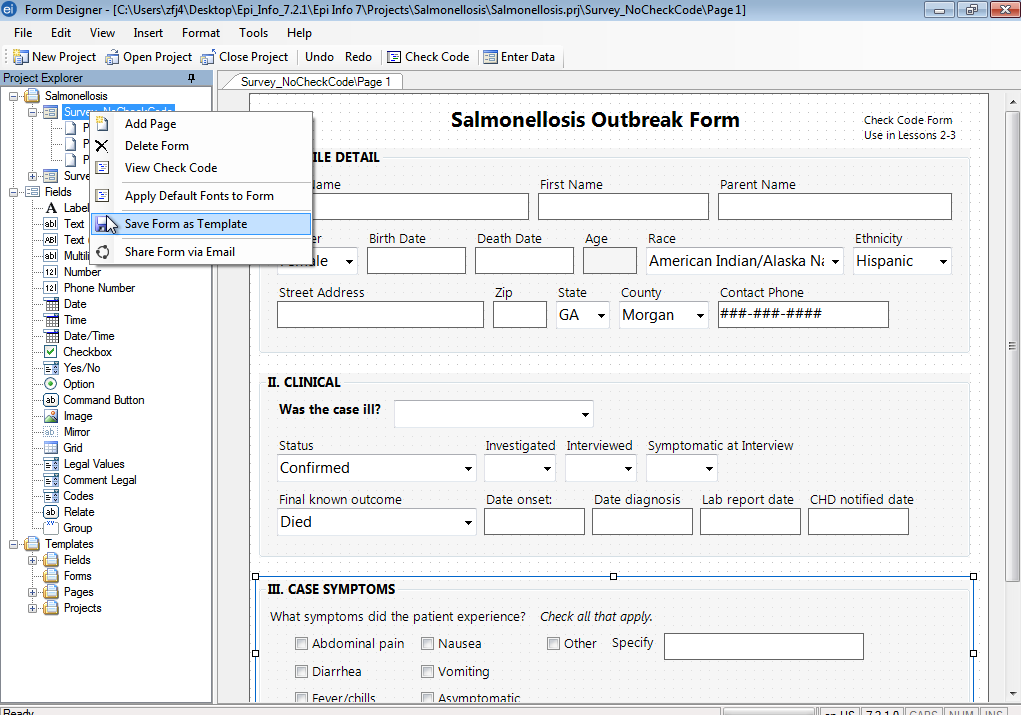 Form Designer - [C:\Users\zfj4\Desktop\Epi_Info_7.2.1\Epi Info 7\Projects\Salmonellosis\Salmonellosis.prj\Survey_NoCheckCode\Page 1]
File Edit View Insert Format Tools Help
New Project Open Project Close Project Undo Redo Check Code Enter Data
Project Explorer
Survey_NoCheckCode\Page 1
Salmonellosis
Survey_NoCheckCode
P
P
P
Surve
Fields
Label
Text
Text
Multili
Number
Phone Number
Date
Time
Date/Time
Checkbox
Yes/No
Option
Command Button
Image
Mirror
Grid
Legal Values
Comment Legal
Codes
Relate
Group
Templates
Fields
Forms
Pages
Projects
Add Page
Delete Form
View Check Code
Apply Default Fonts to Form
Save Form as Template
Share Form via Email
Salmonellosis Outbreak Form
Check Code Form
Use in Lessons 2-3
ILE DETAIL
Name First Name Parent Name
er Birth Date Death Date Age Race Ethnicity
ale American Indian/Alaska Na Hispanic
Street Address Zip State County Contact Phone
GA Morgan ###-###-####
II. CLINICAL
Was the case ill?
Status Investigated Interviewed Symptomatic at Interview
Confirmed
Final known outcome Date onset: Date diagnosis Lab report date CHD notified date
Died
III. CASE SYMPTOMS
What symptoms did the patient experience? Check all that apply.
Abdominal pain Nausea Other Specify
Diarrhea Vomiting
Fever/chills Asymptomatic
Ready en-US 7.2.1.0 CAPS NUM INS